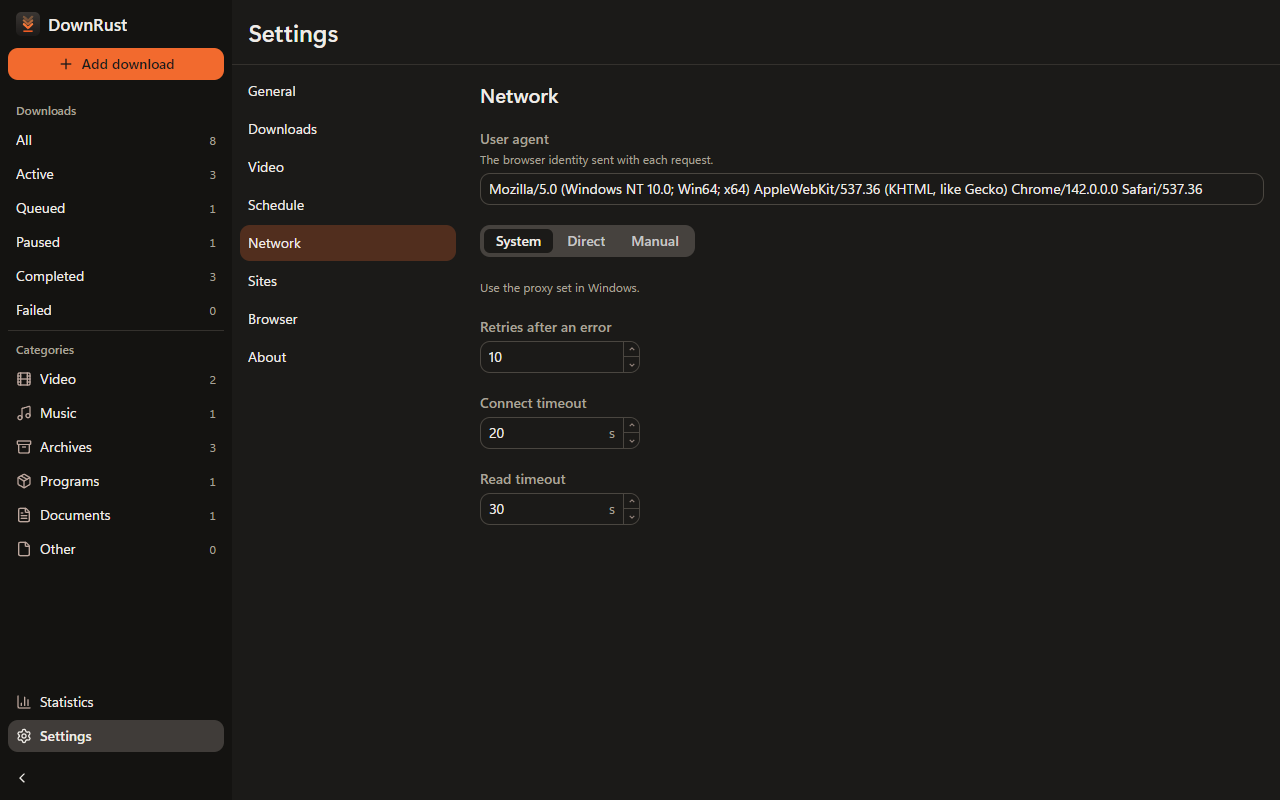 DownRust
Add download
Downloads
All 8
Active 3
Queued 1
Paused 1
Completed 3
Failed 0
Categories
Video 2
Music 1
Archives 3
Programs 1
Documents 1
Other 0
Statistics
Settings
Settings
General
Downloads
Video
Schedule
Network
Sites
Browser
About
Network
User agent
The browser identity sent with each request.
Mozilla/5.0 (Windows NT 10.0; Win64; x64) AppleWebKit/537.36 (KHTML, like Gecko) Chrome/142.0.0.0 Safari/537.36
System Direct Manual
Use the proxy set in Windows.
Retries after an error
10
Connect timeout
20 s
Read timeout
30 s